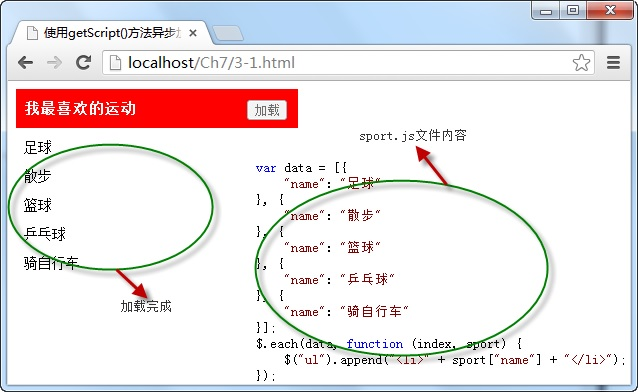 使用getScript()方法异步
localhost/Ch7/3-1.html
我最喜欢的运动
加载
足球
散步
篮球
乒乓球
骑自行车
加载完成
sport.js文件内容
var data = [{
    "name": "足球"
}, {
    "name": "散步"
}, {
    "name": "篮球"
}, {
    "name": "乒乓球"
}, {
    "name": "骑自行车"
}];
$.each(data, function (index, sport) {
    $("ul").append("<li>" + sport["name"] + "</li>");
});